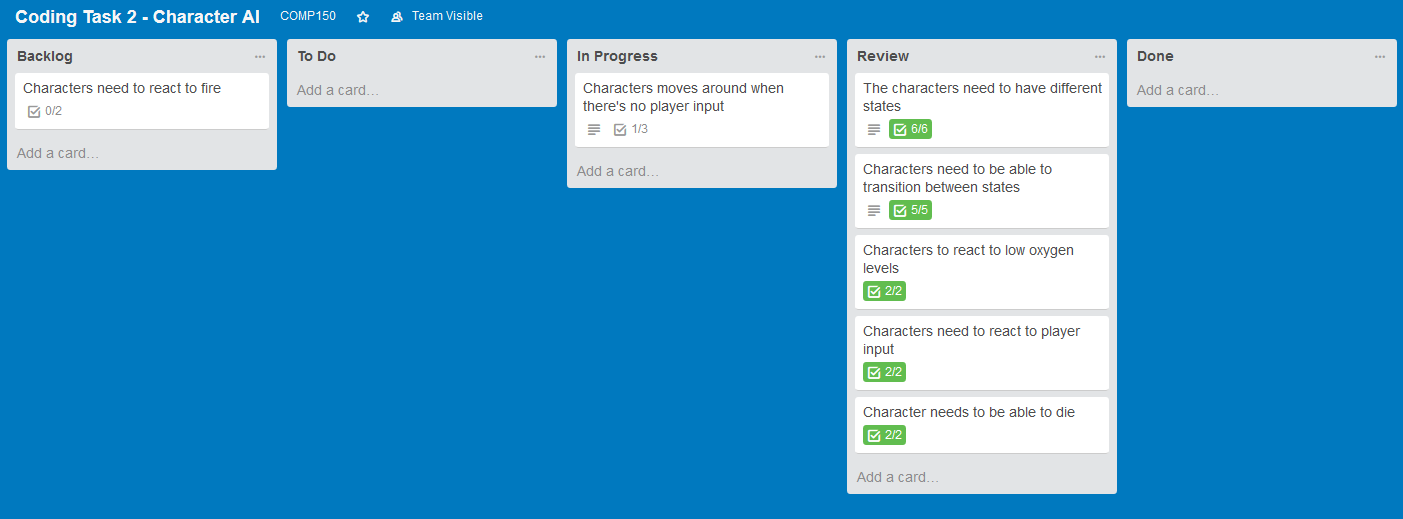 Coding Task 2 - Character AI COMP150 Team Visible
Backlog
Characters need to react to fire
0/2
Add a card…
To Do
Add a card…
In Progress
Characters moves around when
there's no player input
1/3
Add a card…
Review
The characters need to have different
states
6/6
Characters need to be able to
transition between states
5/5
Characters to react to low oxygen
levels
2/2
Characters need to react to player
input
2/2
Character needs to be able to die
2/2
Add a card…
Done
Add a card…